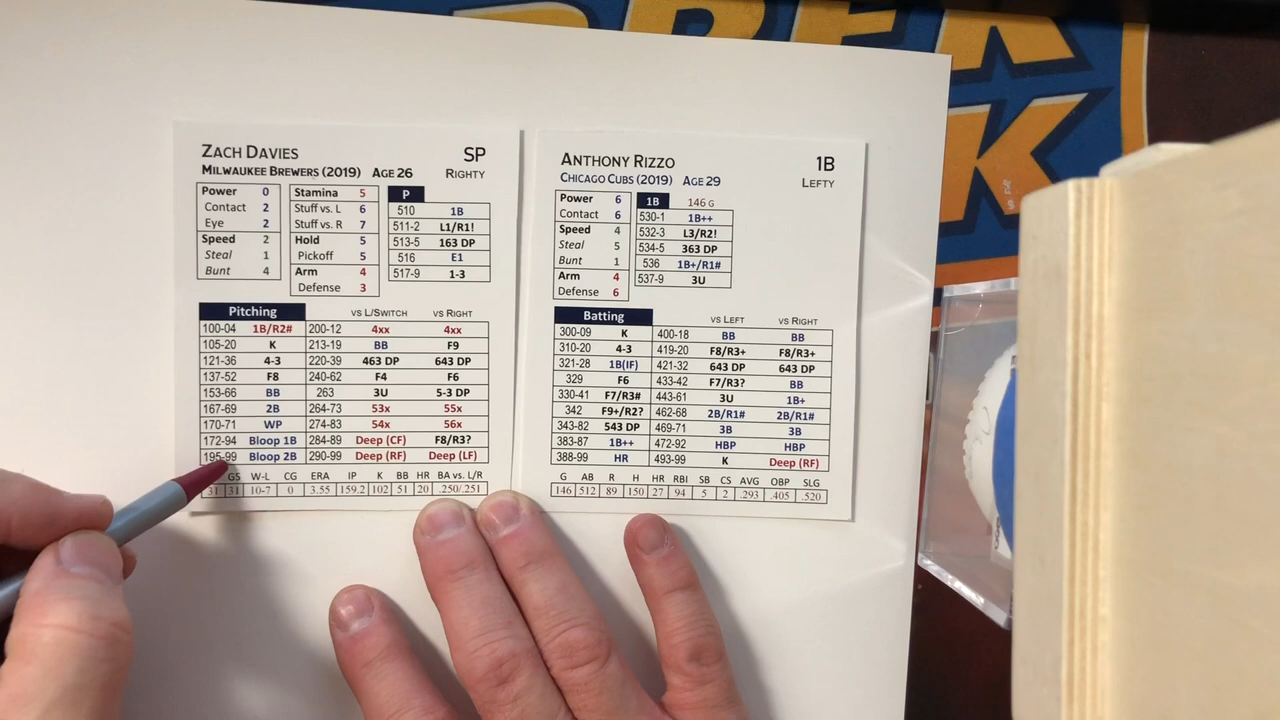 ZACH DAVIES SP
MILWAUKEE BREWERS (2019) AGE 26 RIGHTY
Power 0
Contact 2
Eye 2
Speed 2
Steal 1
Bunt 4
Stamina 5
Stuff vs. L 6
Stuff vs. R 7
Hold 5
Pickoff 5
Arm 4
Defense 3
P
510 1B
511-2 L1/R1!
513-5 163 DP
516 E1
517-9 1-3
Pitching VS L/SWITCH VS RIGHT
100-04 1B/R2# 200-12 4xx 4xx
105-20 K 213-19 BB F9
121-36 4-3 220-39 463 DP 643 DP
137-52 F8 240-62 F4 F6
153-66 BB 263 3U 5-3 DP
167-69 2B 264-73 53x 55x
170-71 WP 274-83 54x 56x
172-94 Bloop 1B 284-89 Deep (CF) F8/R3?
195-99 Bloop 2B 290-99 Deep (RF) Deep (LF)
GS W-L CG ERA IP K BB HR BA vs. L/R
31 31 10-7 0 3.55 159.2 102 51 20 .250/.251
ANTHONY RIZZO 1B
CHICAGO CUBS (2019) AGE 29 LEFTY
Power 6
Contact 6
Speed 4
Steal 5
Bunt 1
Arm 4
Defense 6
1B 146 G
530-1 1B++
532-3 L3/R2!
534-5 363 DP
536 1B+/R1#
537-9 3U
Batting VS LEFT VS RIGHT
300-09 K 400-18 BB BB
310-20 4-3 419-20 F8/R3+ F8/R3+
321-28 1B(IF) 421-32 643 DP 643 DP
329 F6 433-42 F7/R3? BB
330-41 F7/R3# 443-61 3U 1B+
342 F9+/R2? 462-68 2B/R1# 2B/R1#
343-82 543 DP 469-71 3B 3B
383-87 1B++ 472-92 HBP HBP
388-99 HR 493-99 K Deep (RF)
G AB R H HR RBI SB CS AVG OBP SLG
146 512 89 150 27 94 5 2 .293 .405 .520